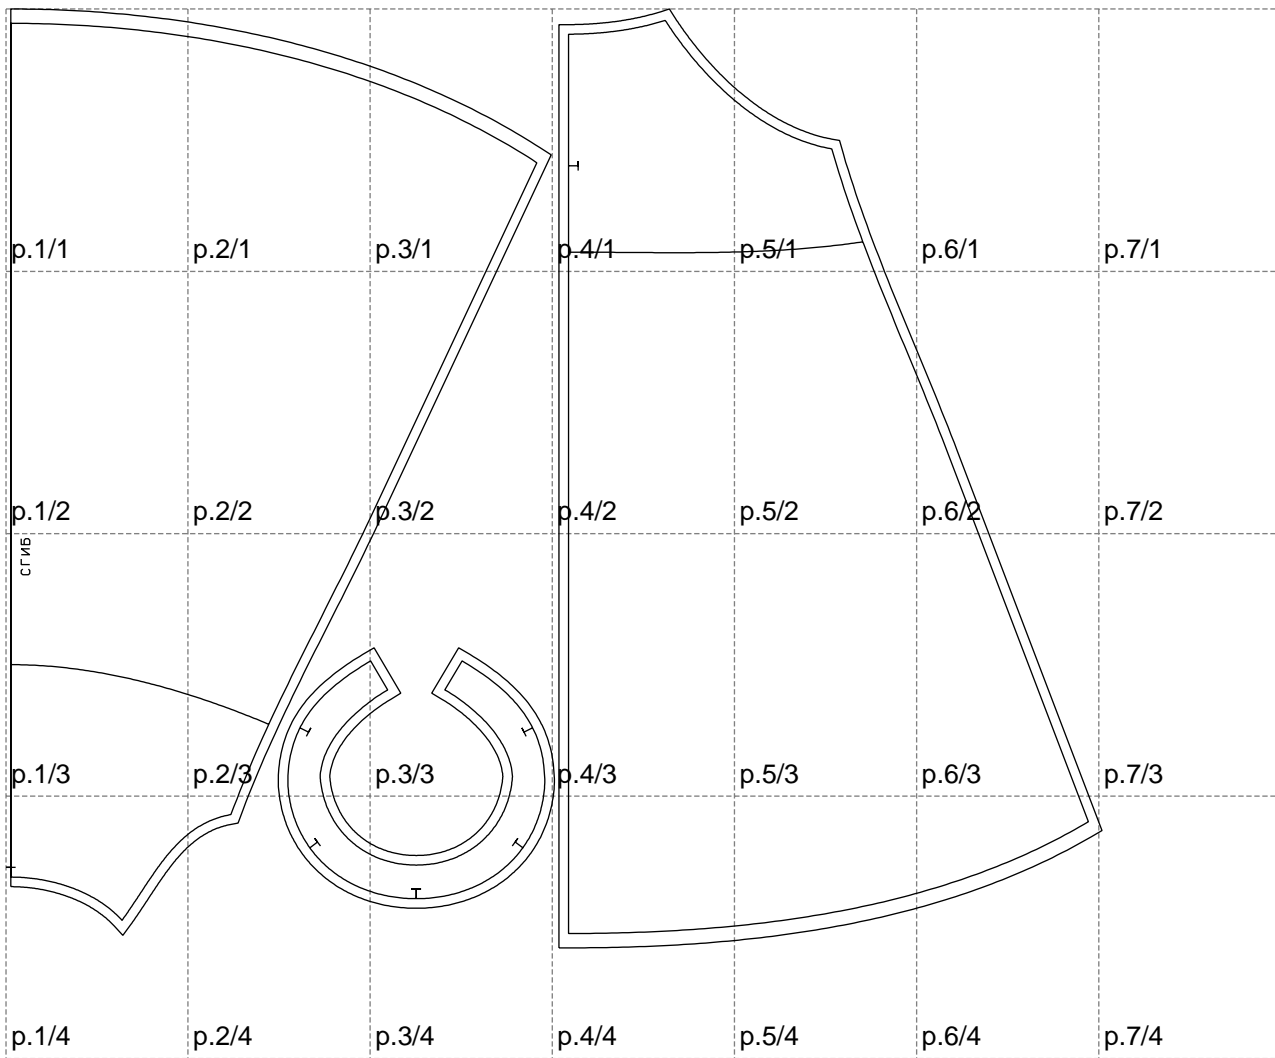 p.1/1 p.2/1 p.3/1 p.4/1 p.5/1 p.6/1 p.7/1
p.1/2 p.2/2 p.3/2 p.4/2 p.5/2 p.6/2 p.7/2
СГИБ
p.1/3 p.2/3 p.3/3 p.4/3 p.5/3 p.6/3 p.7/3
p.1/4 p.2/4 p.3/4 p.4/4 p.5/4 p.6/4 p.7/4